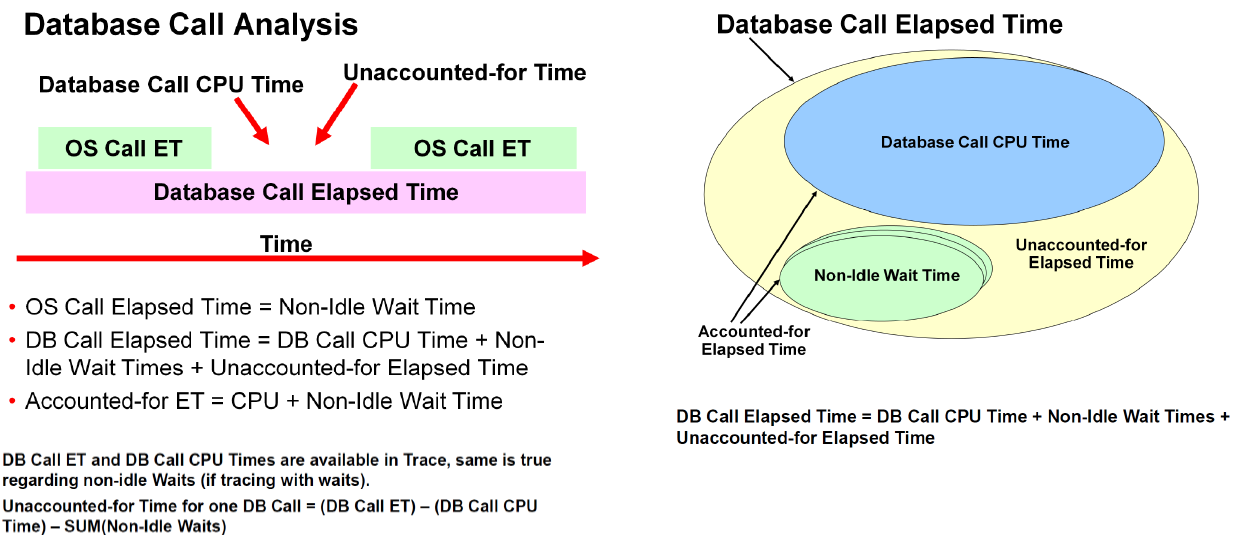 Database Call Analysis
Database Call CPU Time
Unaccounted-for Time
OS Call ET
OS Call ET
Database Call Elapsed Time
Time
• OS Call Elapsed Time = Non-Idle Wait Time
• DB Call Elapsed Time = DB Call CPU Time + Non-
Idle Wait Times + Unaccounted-for Elapsed Time
• Accounted-for ET = CPU + Non-Idle Wait Time
DB Call ET and DB Call CPU Times are available in Trace, same is true
regarding non-idle Waits (if tracing with waits).
Unaccounted-for Time for one DB Call = (DB Call ET) – (DB Call CPU
Time) – SUM(Non-Idle Waits)
Database Call Elapsed Time
Database Call CPU Time
Unaccounted-for
Elapsed Time
Non-Idle Wait Time
Accounted-for
Elapsed Time
DB Call Elapsed Time = DB Call CPU Time + Non-Idle Wait Times +
Unaccounted-for Elapsed Time